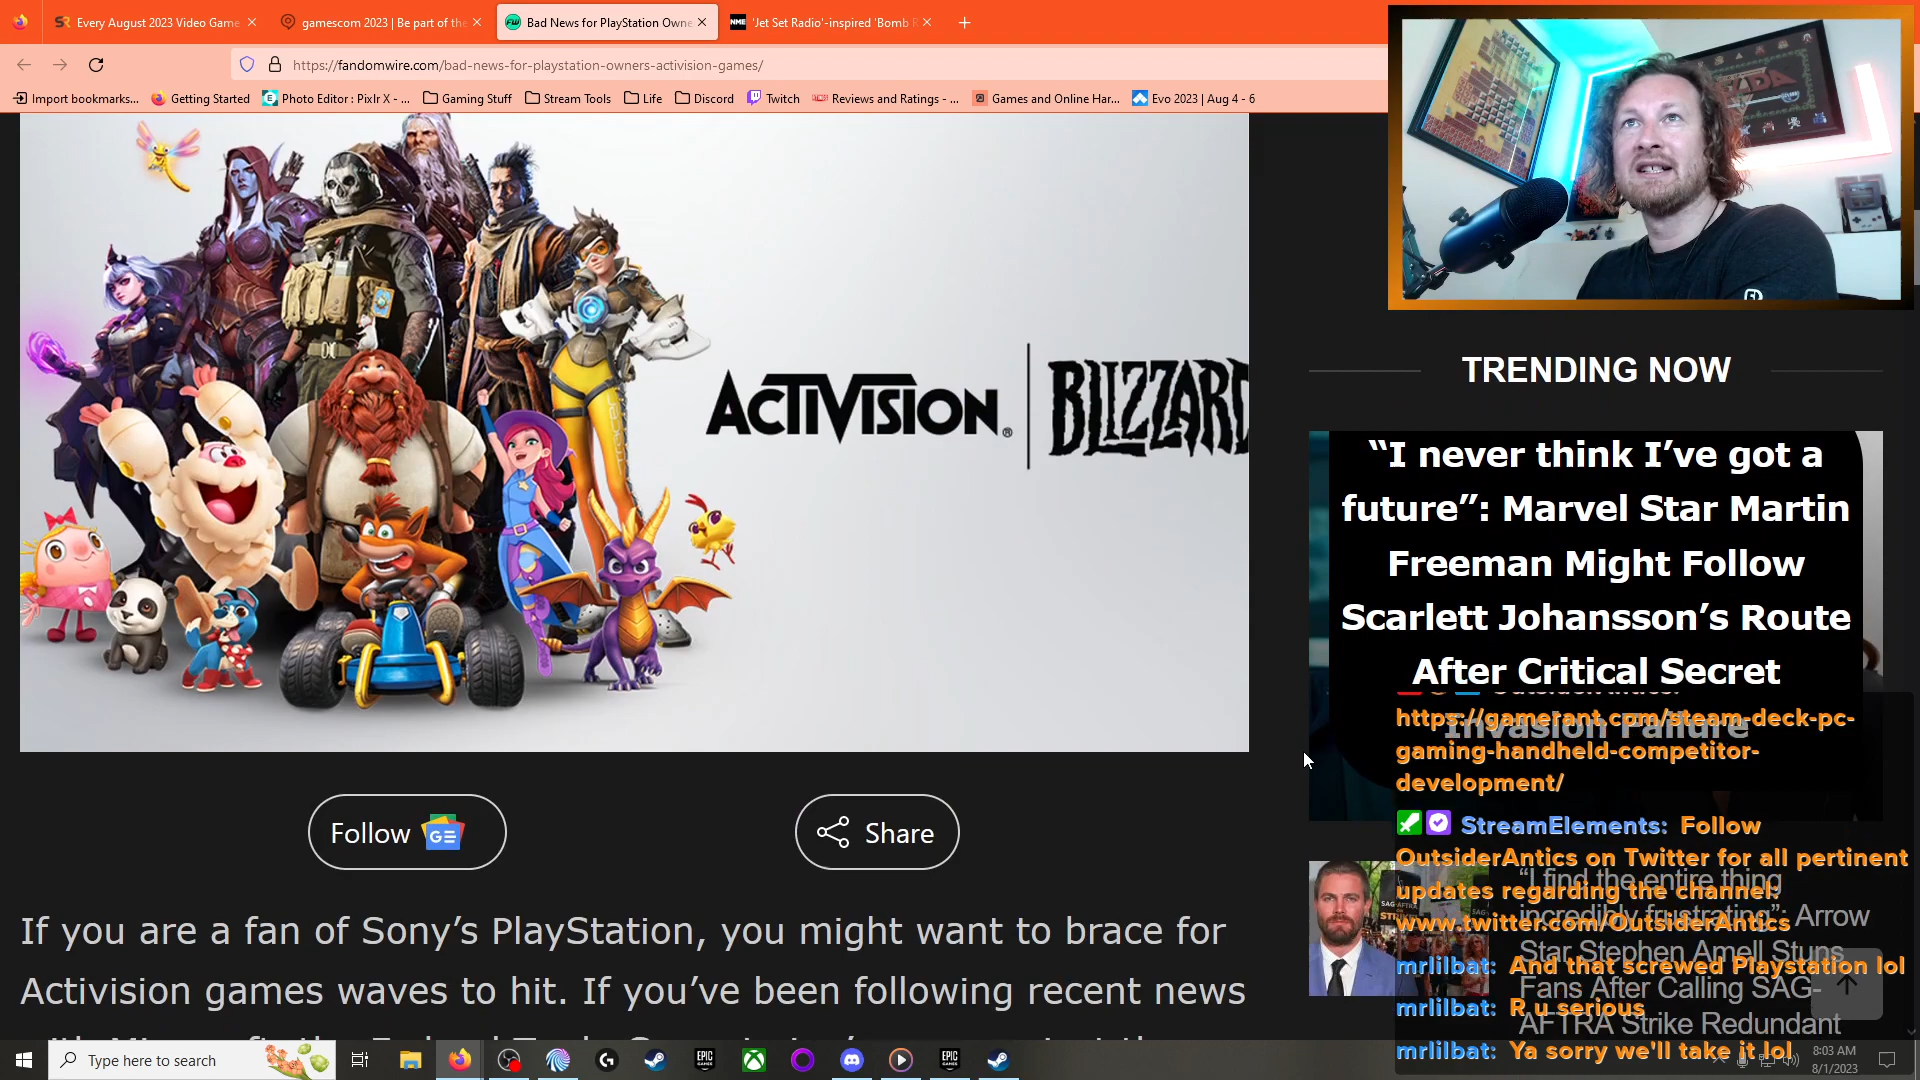 Every August 2023 Video Game
gamescom 2023 | Be part of the
Bad News for PlayStation Owne
NME
'Jet Set Radio'-inspired 'Bomb R
https://fandomwire.com/bad-news-for-playstation-owners-activision-games/
Import bookmarks...
Getting Started
Photo Editor : Pixlr X - ...
Gaming Stuff
Stream Tools
Life
Discord
Twitch
Reviews and Ratings - ...
Games and Online Har...
Evo 2023 | Aug 4 - 6
ACTIVISION® | BLIZZARD
TRENDING NOW
“I never think I’ve got a
future”: Marvel Star Martin
Freeman Might Follow
Scarlett Johansson’s Route
After Critical Secret
Invasion Failure
https://gamerant.com/steam-deck-pc-
gaming-handheld-competitor-
development/
StreamElements: Follow
OutsiderAntics on Twitter for all pertinent
updates regarding the channel:
www.twitter.com/OutsiderAntics
mrlilbat: And that screwed Playstation lol
mrlilbat: R u serious
mrlilbat: Ya sorry we'll take it lol
“I find the entire thing
incredibly frustrating”: Arrow
Star Stephen Amell Stuns
Fans After Calling SAG-
AFTRA Strike Redundant
Follow
Share
If you are a fan of Sony’s PlayStation, you might want to brace for
Activision games waves to hit. If you’ve been following recent news
Type here to search
EPIC
EPIC
8:03 AM
8/1/2023